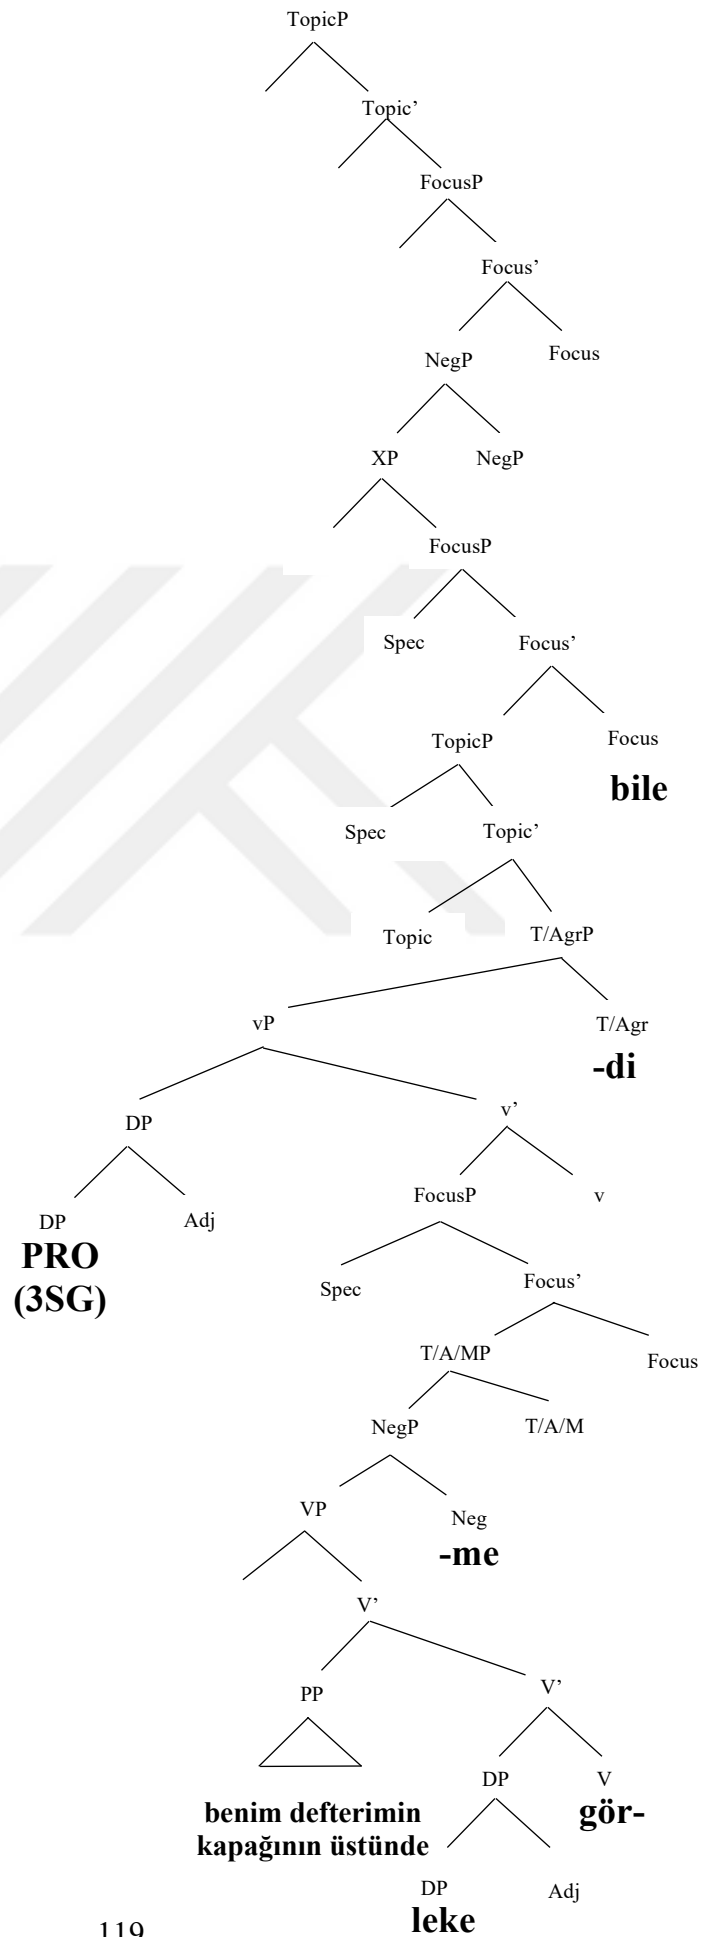 TopicP
Topic’
FocusP
Focus’
NegP Focus
XP NegP
FocusP
Spec Focus’
TopicP Focus
bile
Spec Topic’
Topic T/AgrP
vP T/Agr
-di
DP v’
FocusP v
DP Adj
PRO
(3SG)
Spec Focus’
T/A/MP Focus
NegP T/A/M
VP Neg
-me
V’
PP V’
DP V
benim defterimin gör-
kapağının üstünde
DP Adj
leke
119